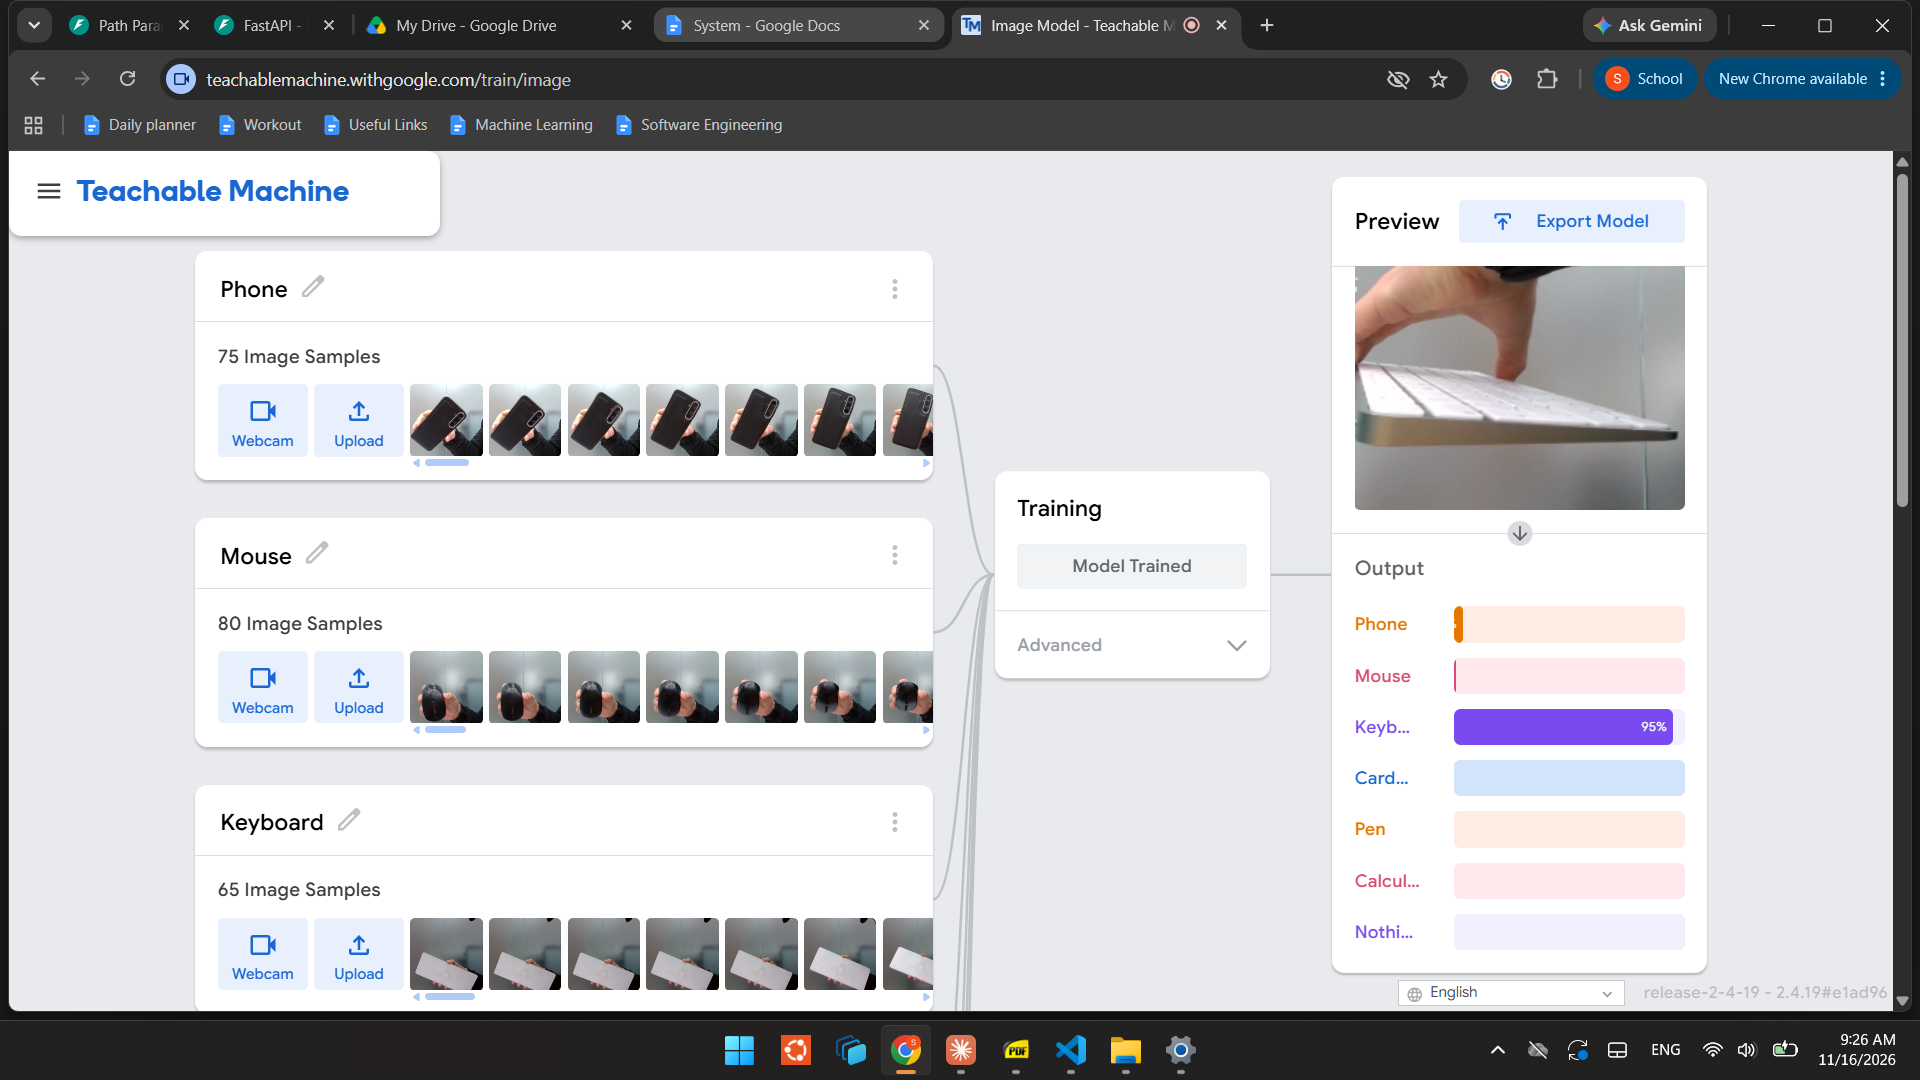 Path Para
FastAPI -
My Drive - Google Drive
System - Google Docs
Image Model - Teachable M
Ask Gemini
teachablemachine.withgoogle.com/train/image
S School
New Chrome available
Daily planner
Workout
Useful Links
Machine Learning
Software Engineering
Teachable Machine
Phone
75 Image Samples
Webcam
Upload
Mouse
80 Image Samples
Webcam
Upload
Keyboard
65 Image Samples
Webcam
Upload
Training
Model Trained
Advanced
Preview
Export Model
Output
Phone
Mouse
Keyb...
95%
Card...
Pen
Calcul...
Nothi...
English
release-2-4-19 - 2.4.19#e1ad96
PDF
ENG
9:26 AM
11/16/2026